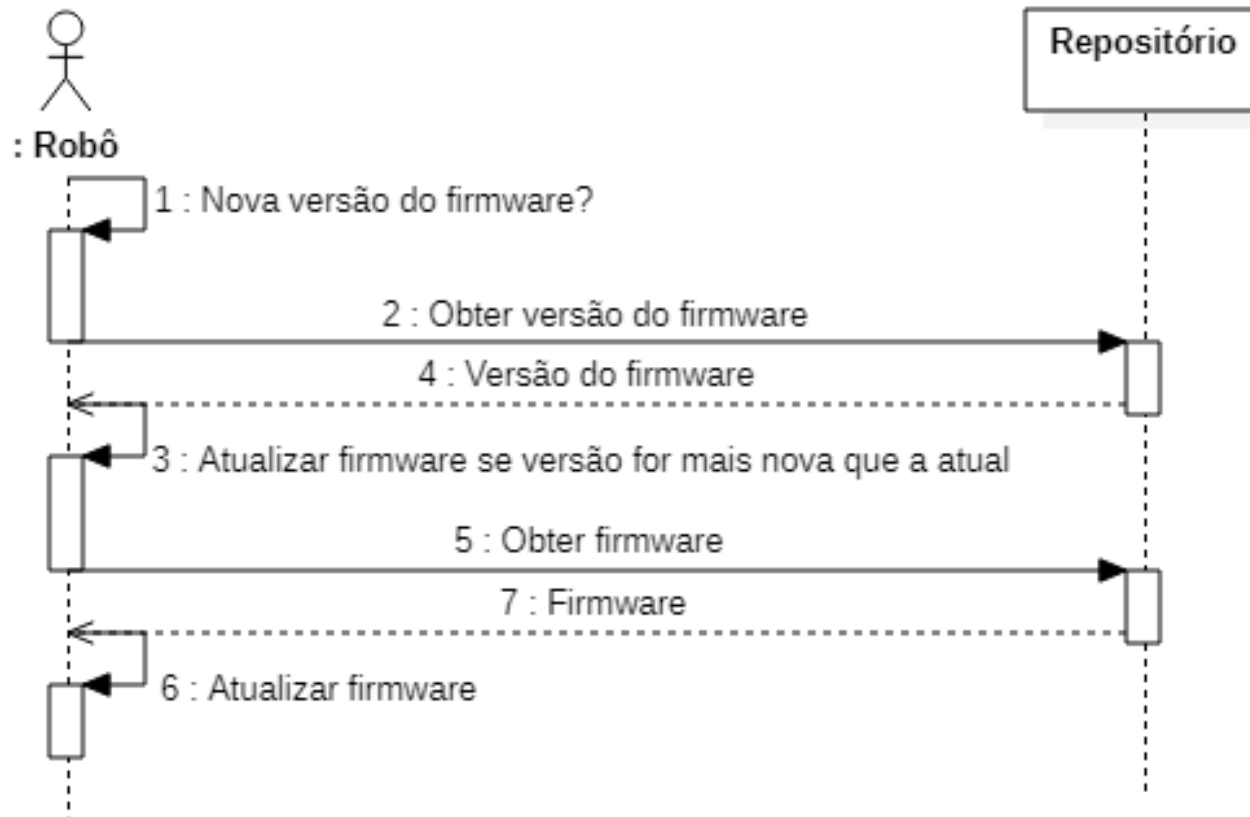 Repositório
: Robô
1 : Nova versão do firmware?
2 : Obter versão do firmware
4 : Versão do firmware
3 : Atualizar firmware se versão for mais nova que a atual
5 : Obter firmware
7 : Firmware
6 : Atualizar firmware